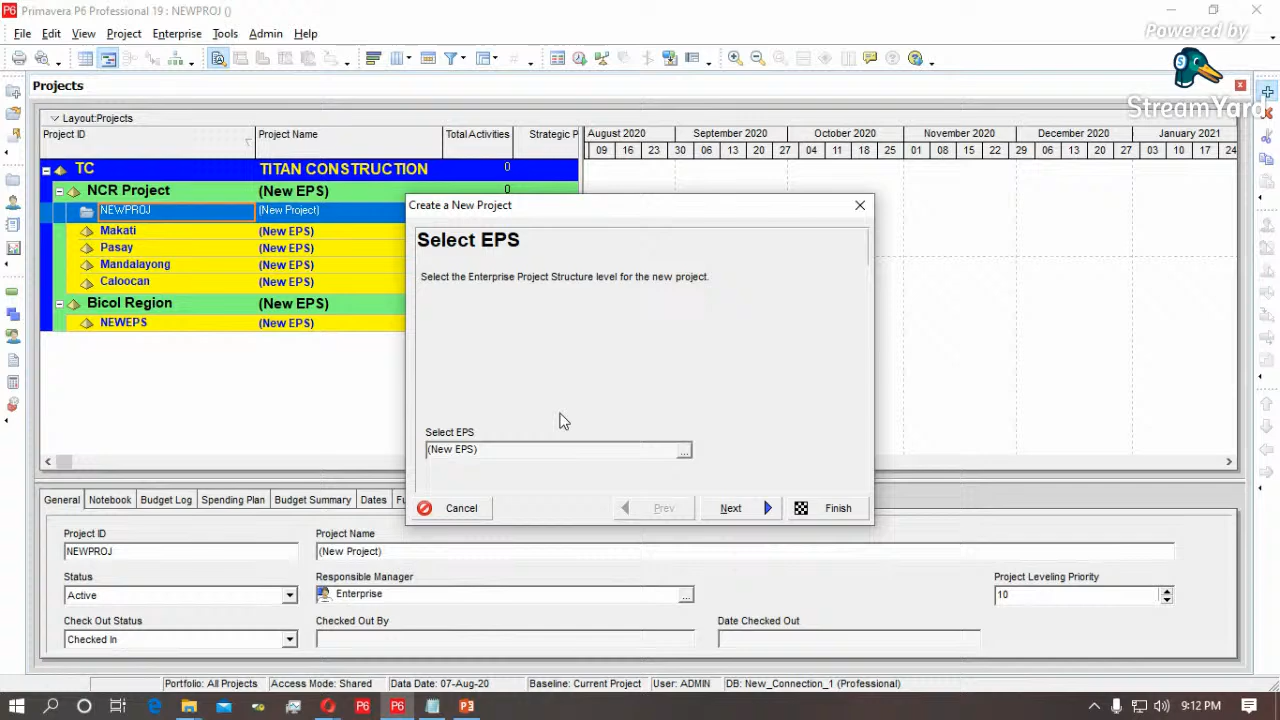 Primavera P6 Professional 19 : NEWPROJ ()
File Edit View Project Enterprise Tools Admin Help
Powered by
StreamYard
Projects
Layout:Projects
Project ID Project Name Total Activities Strategic P
August 2020 September 2020 October 2020 November 2020 December 2020 January 2021
09 16 23 30 06 13 20 27 04 11 18 25 01 08 15 22 29 06 13 20 27 03 10 17 24
TC TITAN CONSTRUCTION 0
NCR Project (New EPS) 0
NEWPROJ (New Project)
Makati (New EPS)
Pasay (New EPS)
Mandalayong (New EPS)
Caloocan (New EPS)
Bicol Region (New EPS)
NEWEPS (New EPS)
Create a New Project
Select EPS
Select the Enterprise Project Structure level for the new project.
Select EPS
(New EPS) ...
Cancel Prev Next Finish
General Notebook Budget Log Spending Plan Budget Summary Dates Fu
Project ID Project Name
NEWPROJ (New Project)
Status Responsible Manager Project Leveling Priority
Active Enterprise ... 10
Check Out Status Checked Out By Date Checked Out
Checked In
Portfolio: All Projects Access Mode: Shared Data Date: 07-Aug-20 Baseline: Current Project User: ADMIN DB: New_Connection_1 (Professional)
9:12 PM